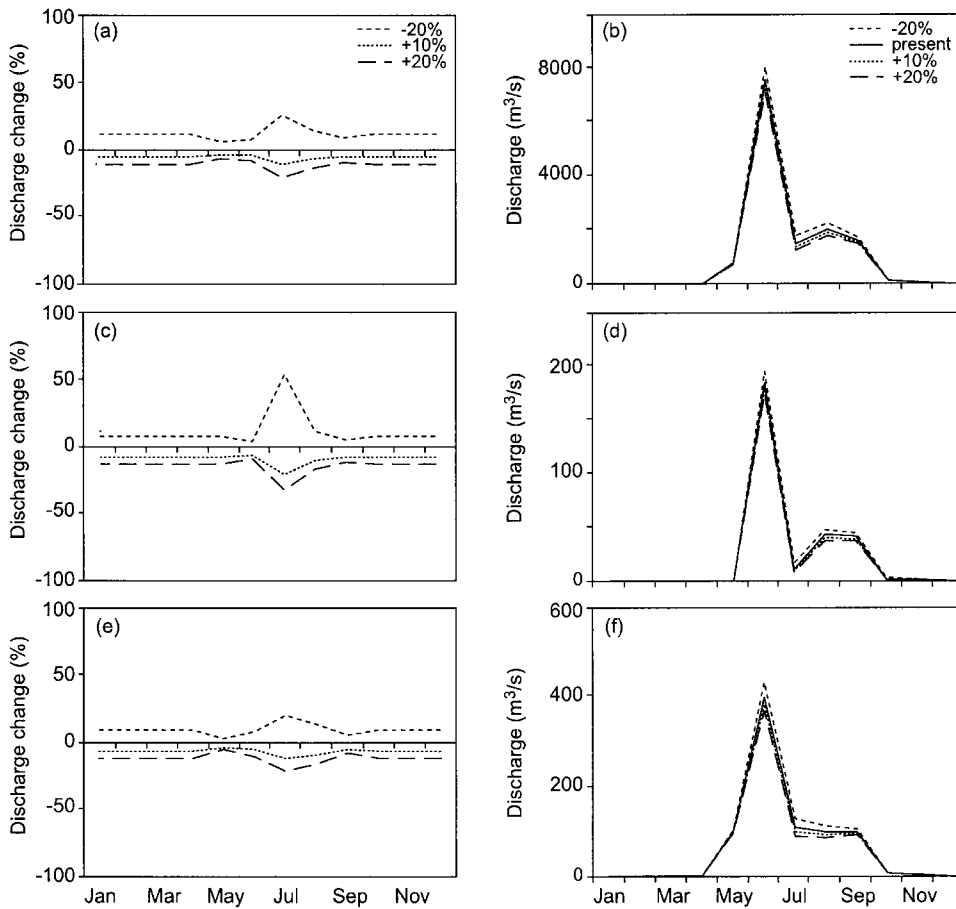 Discharge change (%)
100
50
0
-50
-100
(a)
-20%
+10%
+20%
Discharge (m³/s)
8000
4000
0
(b)
-20%
present
+10%
+20%
Discharge change (%)
100
50
0
-50
-100
(c)
Discharge (m³/s)
200
100
0
(d)
Discharge change (%)
100
50
0
-50
-100
(e)
Jan Mar May Jul Sep Nov
Discharge (m³/s)
600
400
200
0
(f)
Jan Mar May Jul Sep Nov